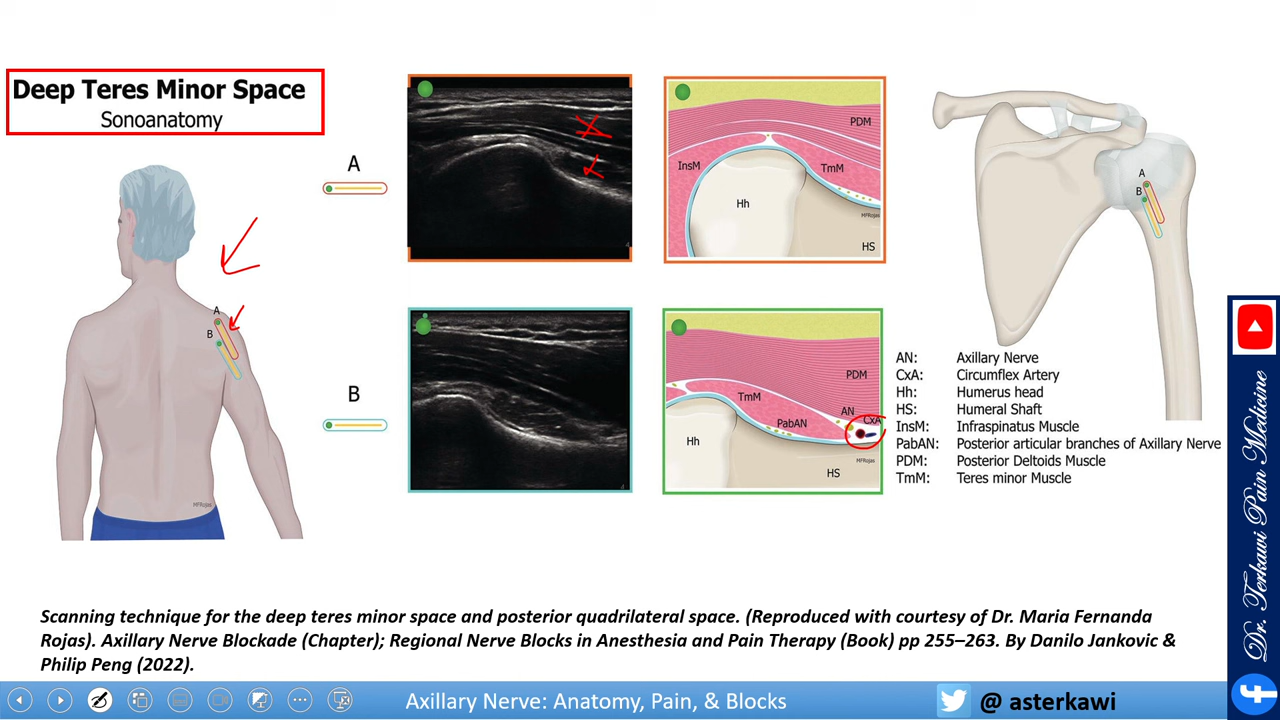 Deep Teres Minor Space
Sonoanatomy
A
B
MFRojas
A
B
4
4
PDM
InsM
TmM
Hh
MFRojas
HS
PDM
TmM
AN
CxA
PabAN
Hh
MFRojas
HS
A
B
AN: Axillary Nerve
CxA: Circumflex Artery
Hh: Humerus head
HS: Humeral Shaft
InsM: Infraspinatus Muscle
PabAN: Posterior articular branches of Axillary Nerve
PDM: Posterior Deltoids Muscle
TmM: Teres minor Muscle
Dr. Terkawi Pain Medicine
Scanning technique for the deep teres minor space and posterior quadrilateral space. (Reproduced with courtesy of Dr. Maria Fernanda
Rojas). Axillary Nerve Blockade (Chapter); Regional Nerve Blocks in Anesthesia and Pain Therapy (Book) pp 255–263. By Danilo Jankovic &
Philip Peng (2022).
Axillary Nerve: Anatomy, Pain, & Blocks
@ asterkawi